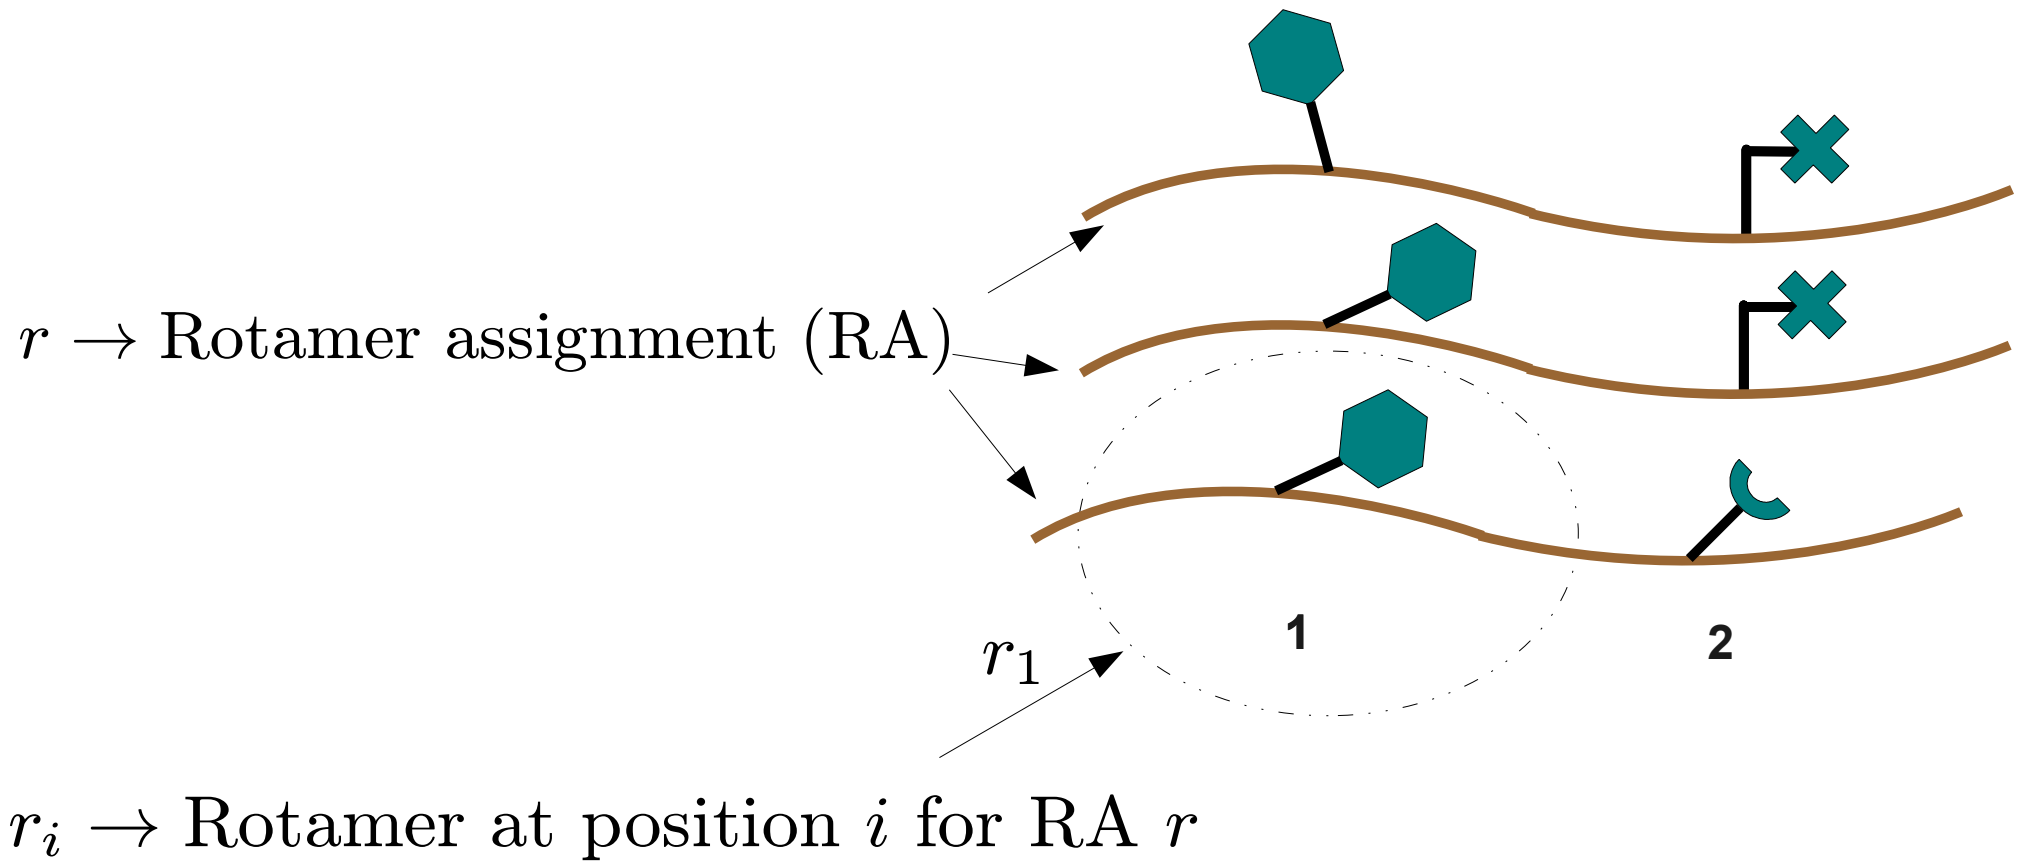 r → Rotamer assignment (RA)
1
2
r₁
rᵢ → Rotamer at position i for RA r